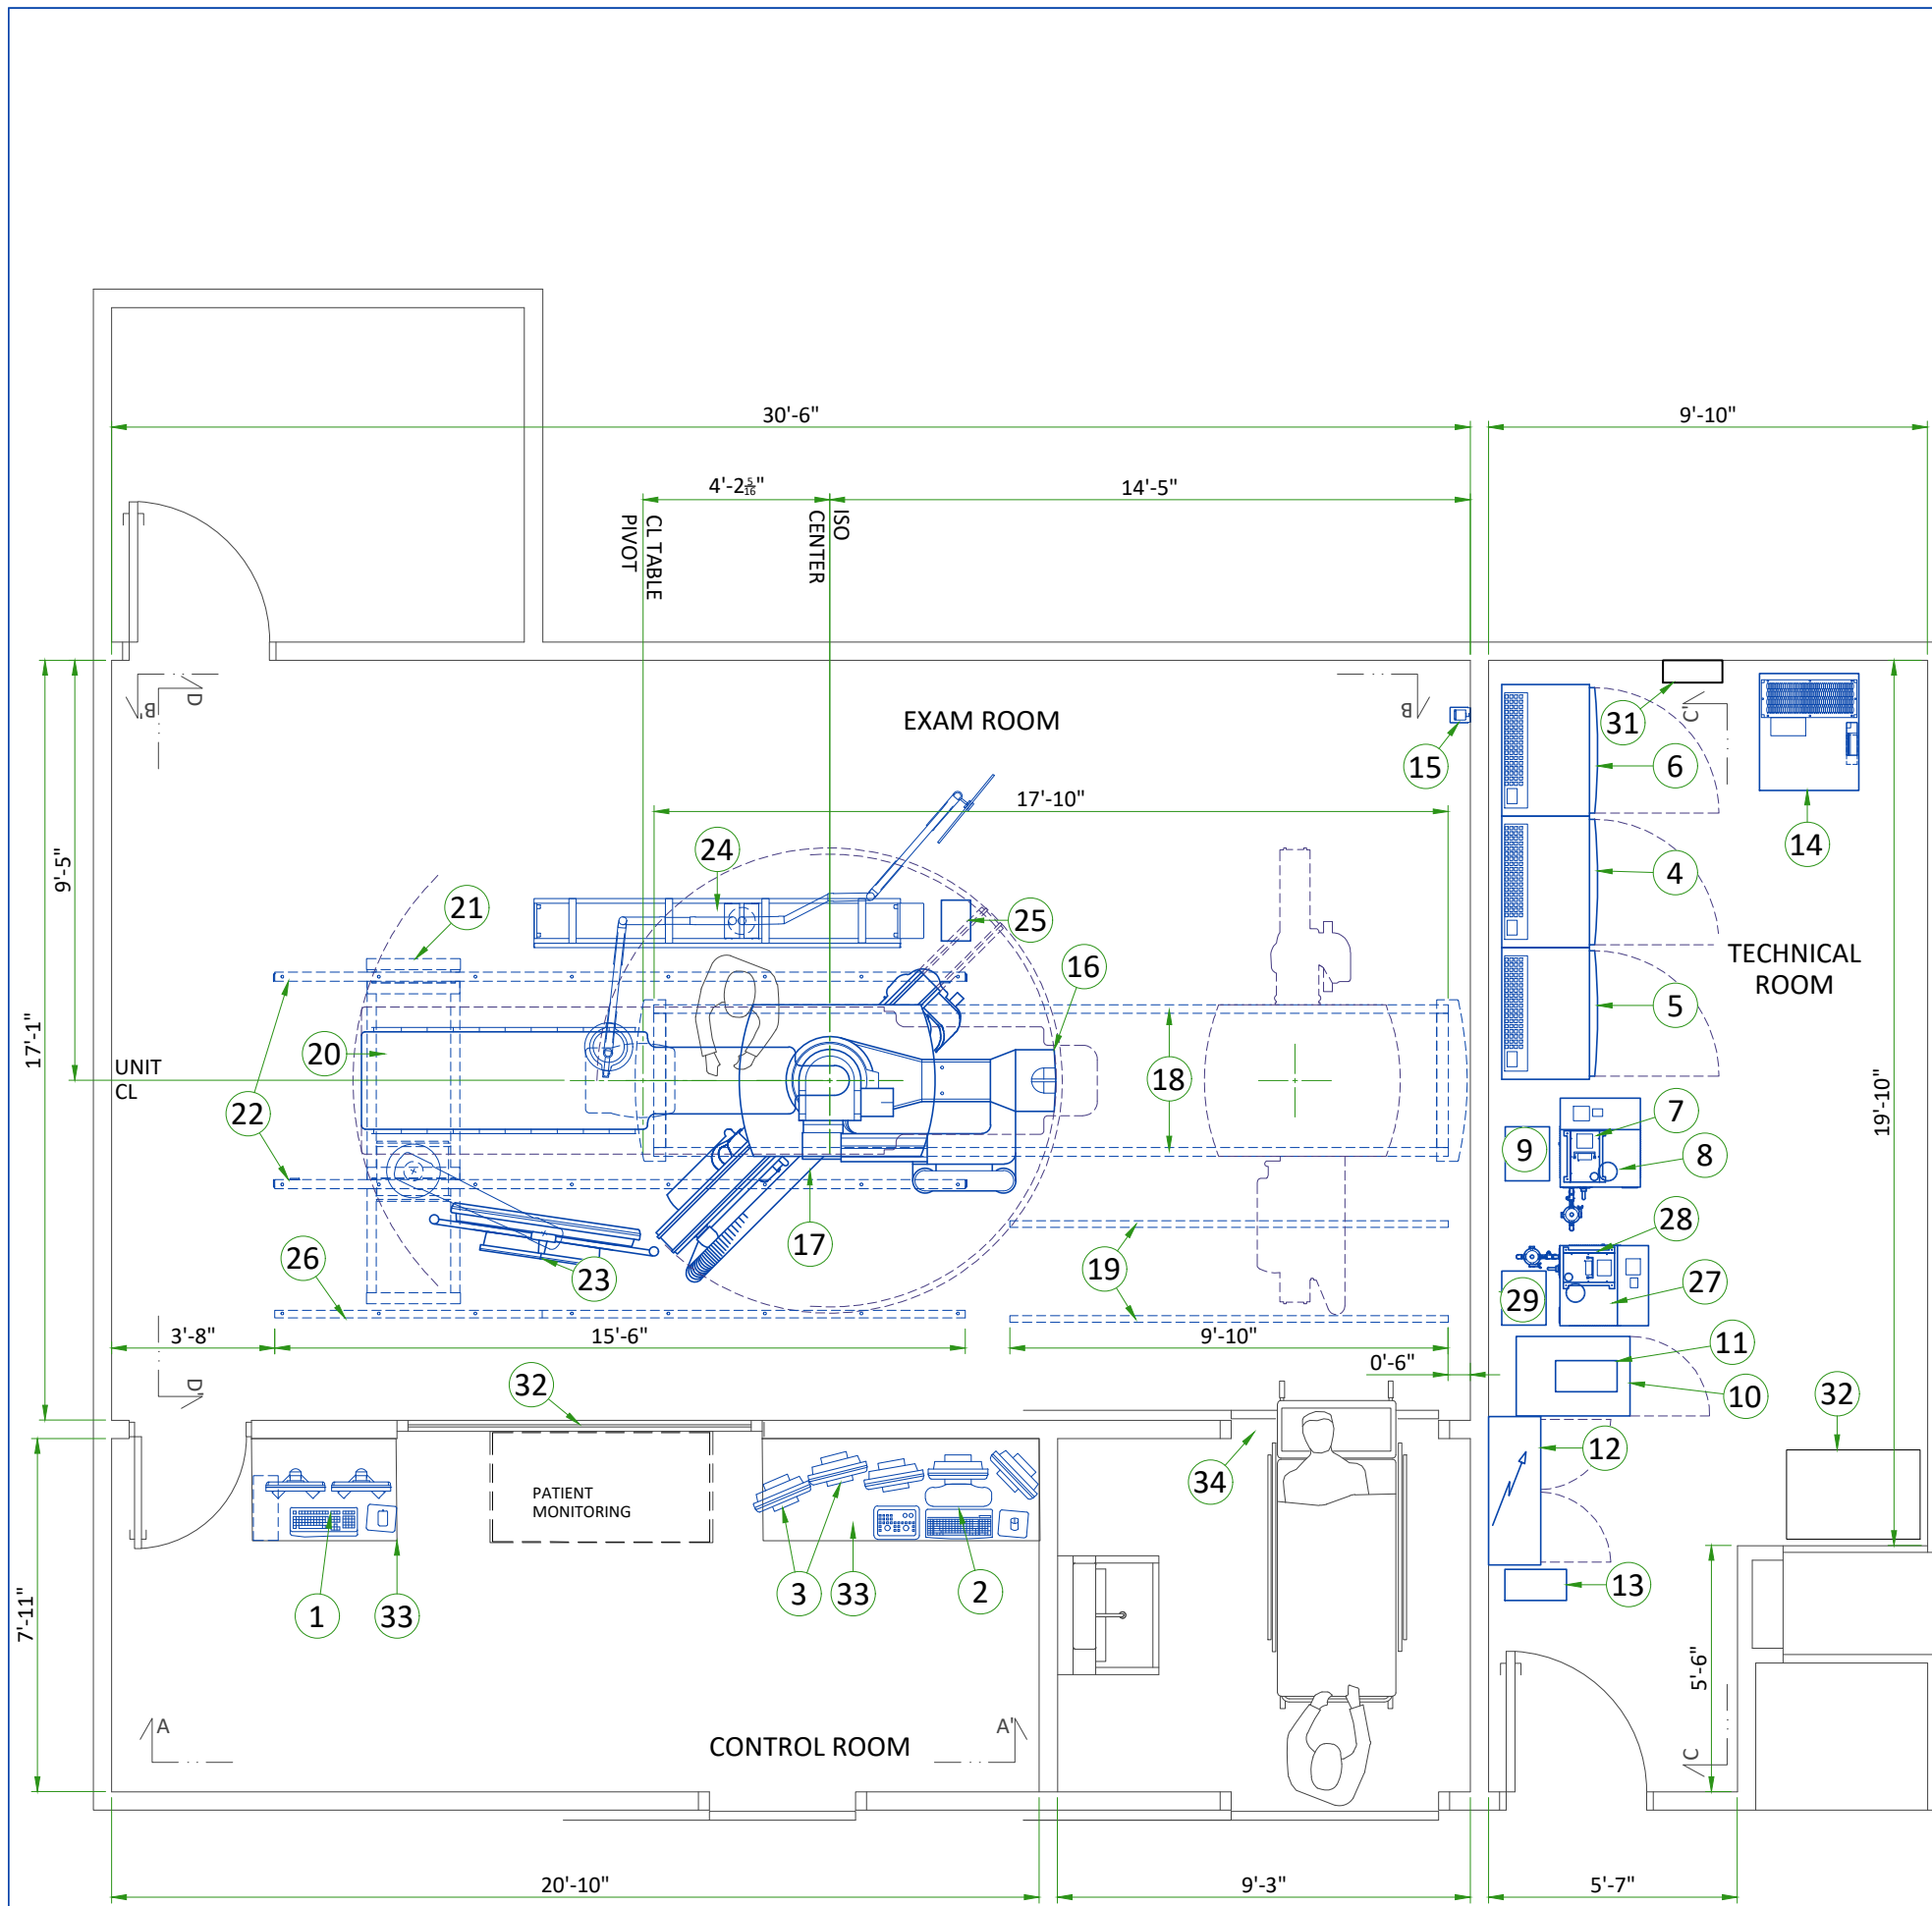 30'-6"
9'-10"
4'-2 5/16"
14'-5"
CL TABLE
PIVOT
ISO
CENTER
B'
D
EXAM ROOM
B
15
31
C'
6
14
17'-10"
24
4
9'-5"
21
25
TECHNICAL
ROOM
16
5
17'-1"
20
UNIT
CL
18
22
7
9
8
19'-10"
17
28
23
19
26
29
27
3'-8"
15'-6"
9'-10"
11
0'-6"
D'
32
10
32
12
34
PATIENT
MONITORING
1
33
3
33
2
13
7'-11"
5'-6"
A
A'
CONTROL ROOM
C
20'-10"
9'-3"
5'-7"